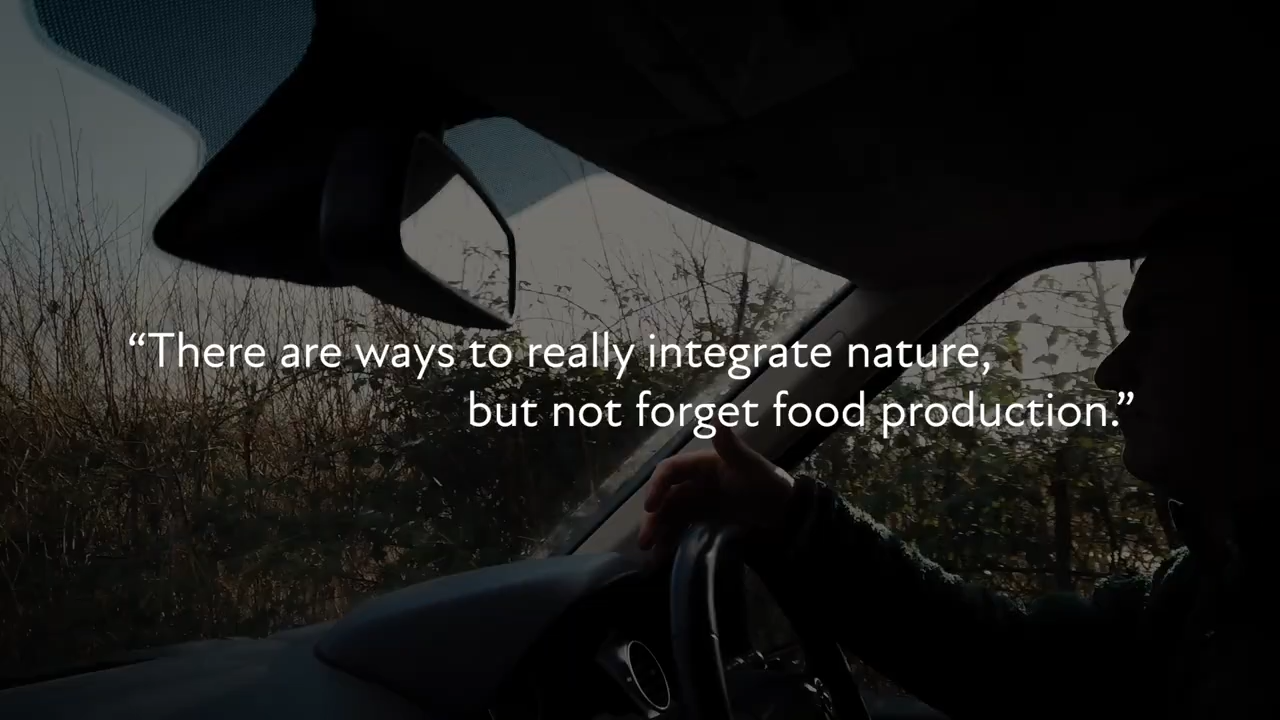 “There are ways to really integrate nature,
but not forget food production.”